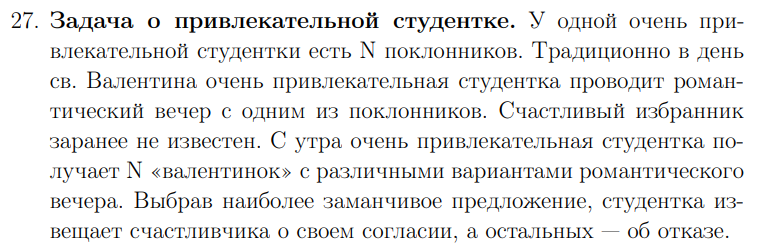 27. Задача о привлекательной студентке. У одной очень при-
влекательной студентки есть N поклонников. Традиционно в день
св. Валентина очень привлекательная студентка проводит роман-
тический вечер с одним из поклонников. Счастливый избранник
заранее не известен. С утра очень привлекательная студентка по-
лучает N «валентинок» с различными вариантами романтического
вечера. Выбрав наиболее заманчивое предложение, студентка из-
вещает счастливчика о своем согласии, а остальных — об отказе.